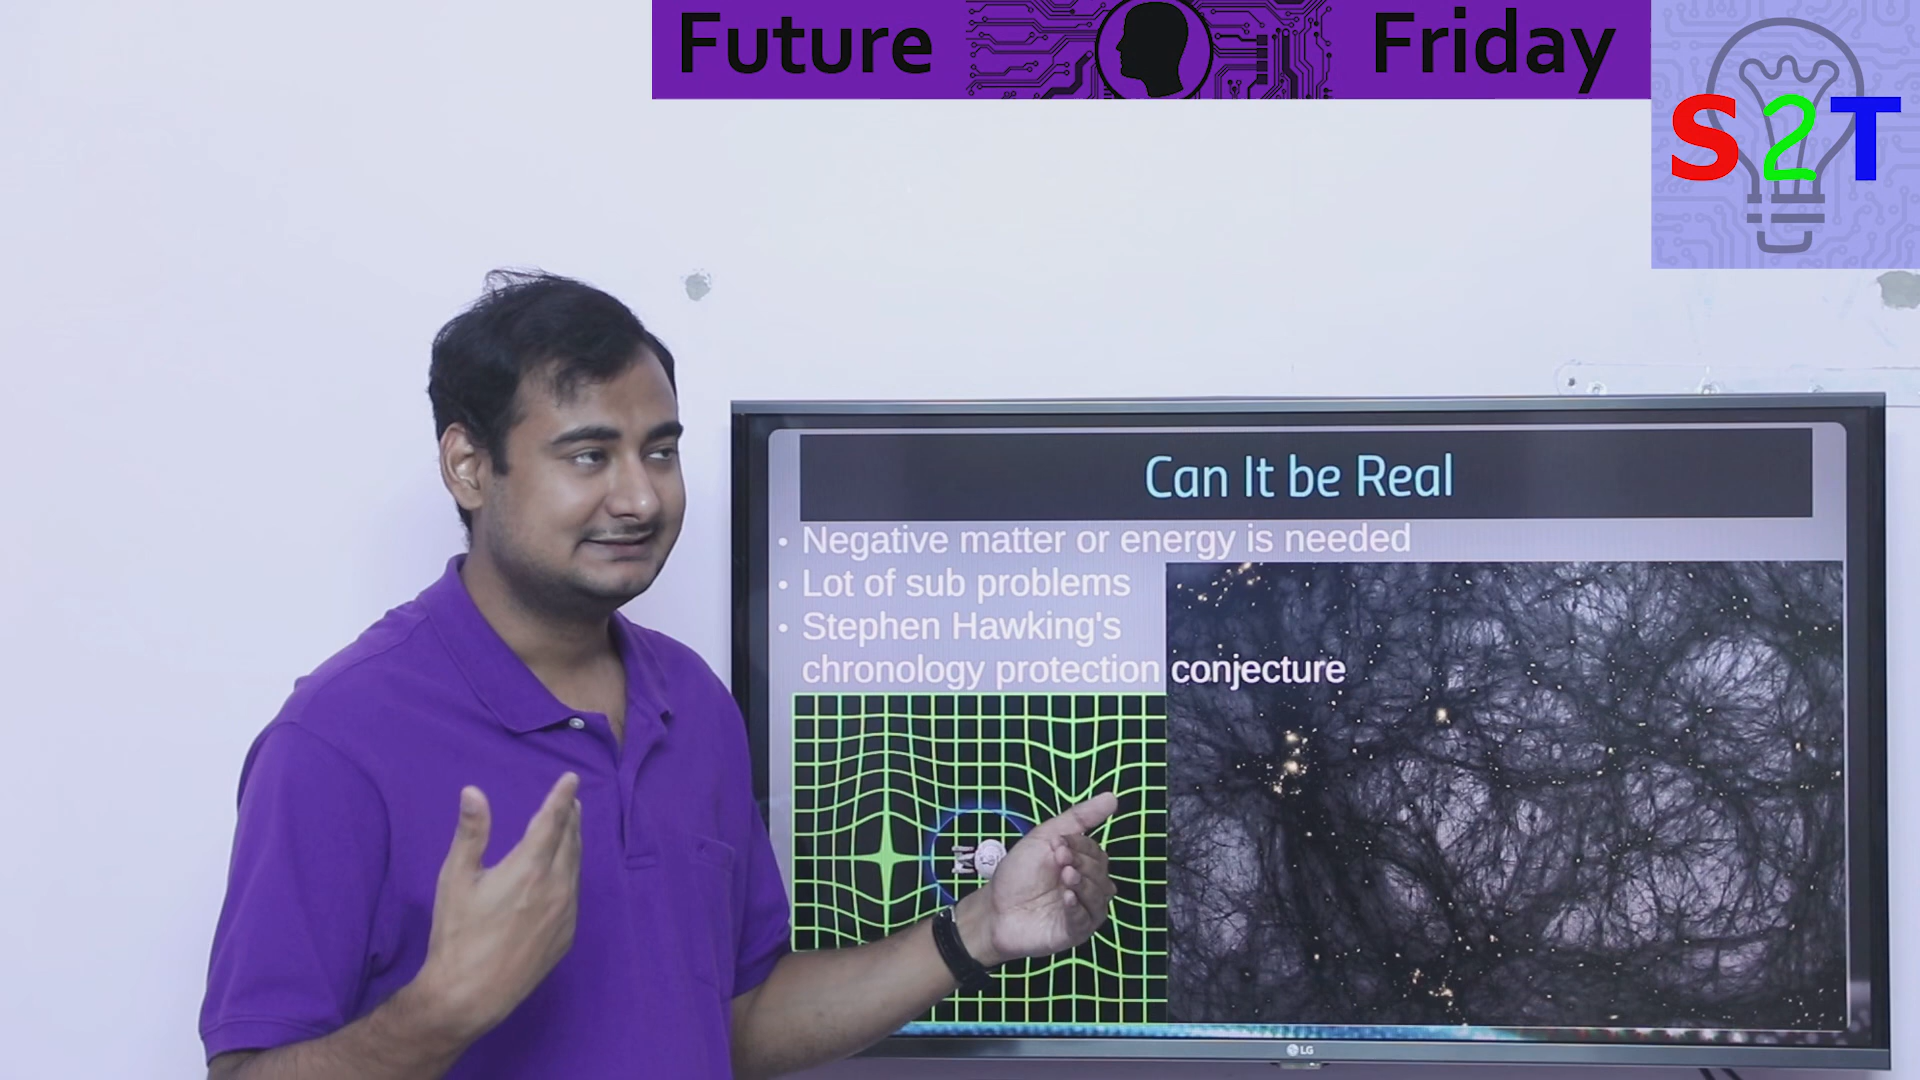 Future Friday
S2T
Can It be Real
• Negative matter or energy is needed
• Lot of sub problems
• Stephen Hawking's
chronology protection conjecture
LG